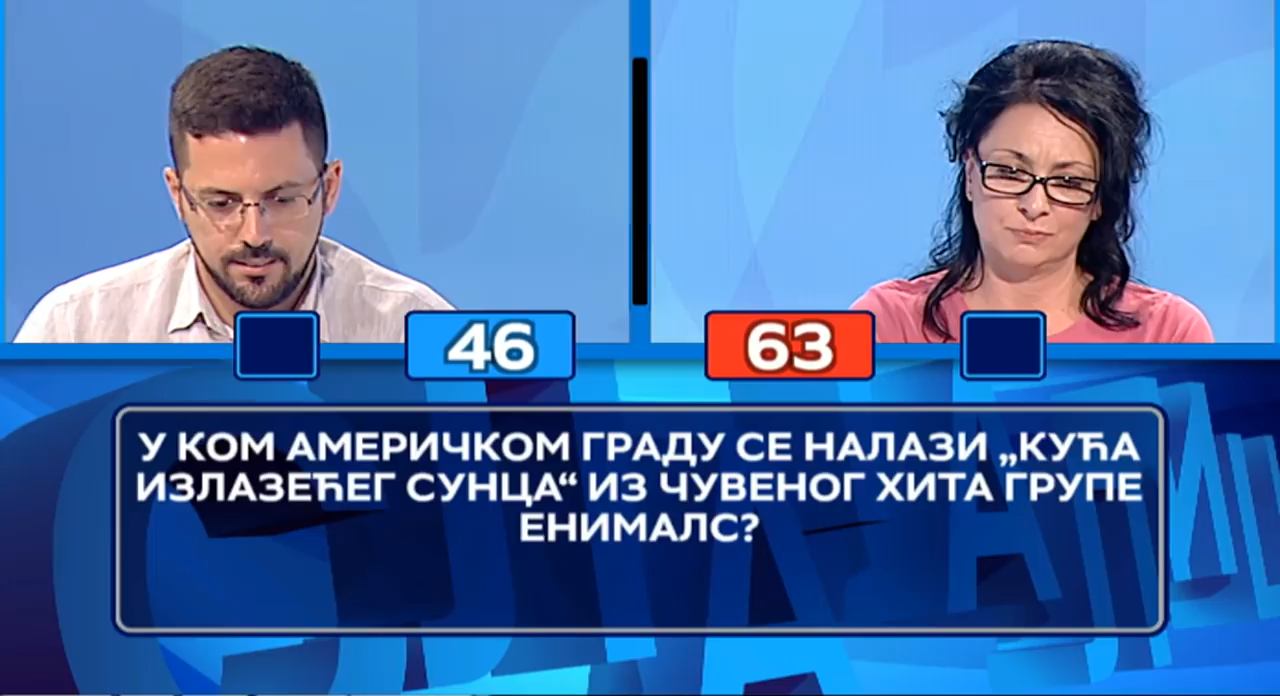 46
63
У КОМ АМЕРИЧКОМ ГРАДУ СЕ НАЛАЗИ „КУЋА
ИЗЛАЗЕЋЕГ СУНЦА“ ИЗ ЧУВЕНОГ ХИТА ГРУПЕ
ЕНИМАЛС?